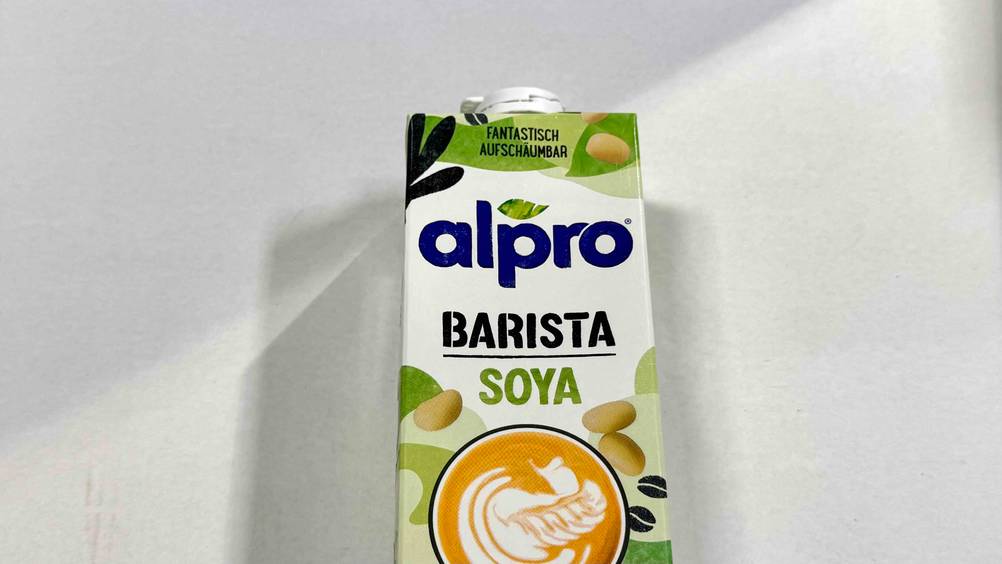 FANTASTISCH
AUFSCHÄUMBAR
alpro®
BARISTA
SOYA